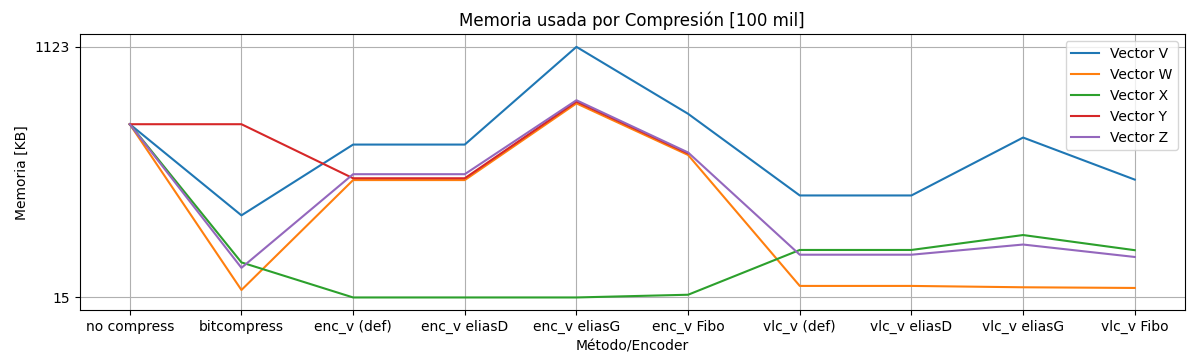 Memoria usada por Compresión [100 mil]
1123
Vector V
Vector W
Vector X
Vector Y
Vector Z
Memoria [KB]
15
no compress bitcompress enc_v (def) enc_v eliasD enc_v eliasG enc_v Fibo vlc_v (def) vlc_v eliasD vlc_v eliasG vlc_v Fibo
Método/Encoder